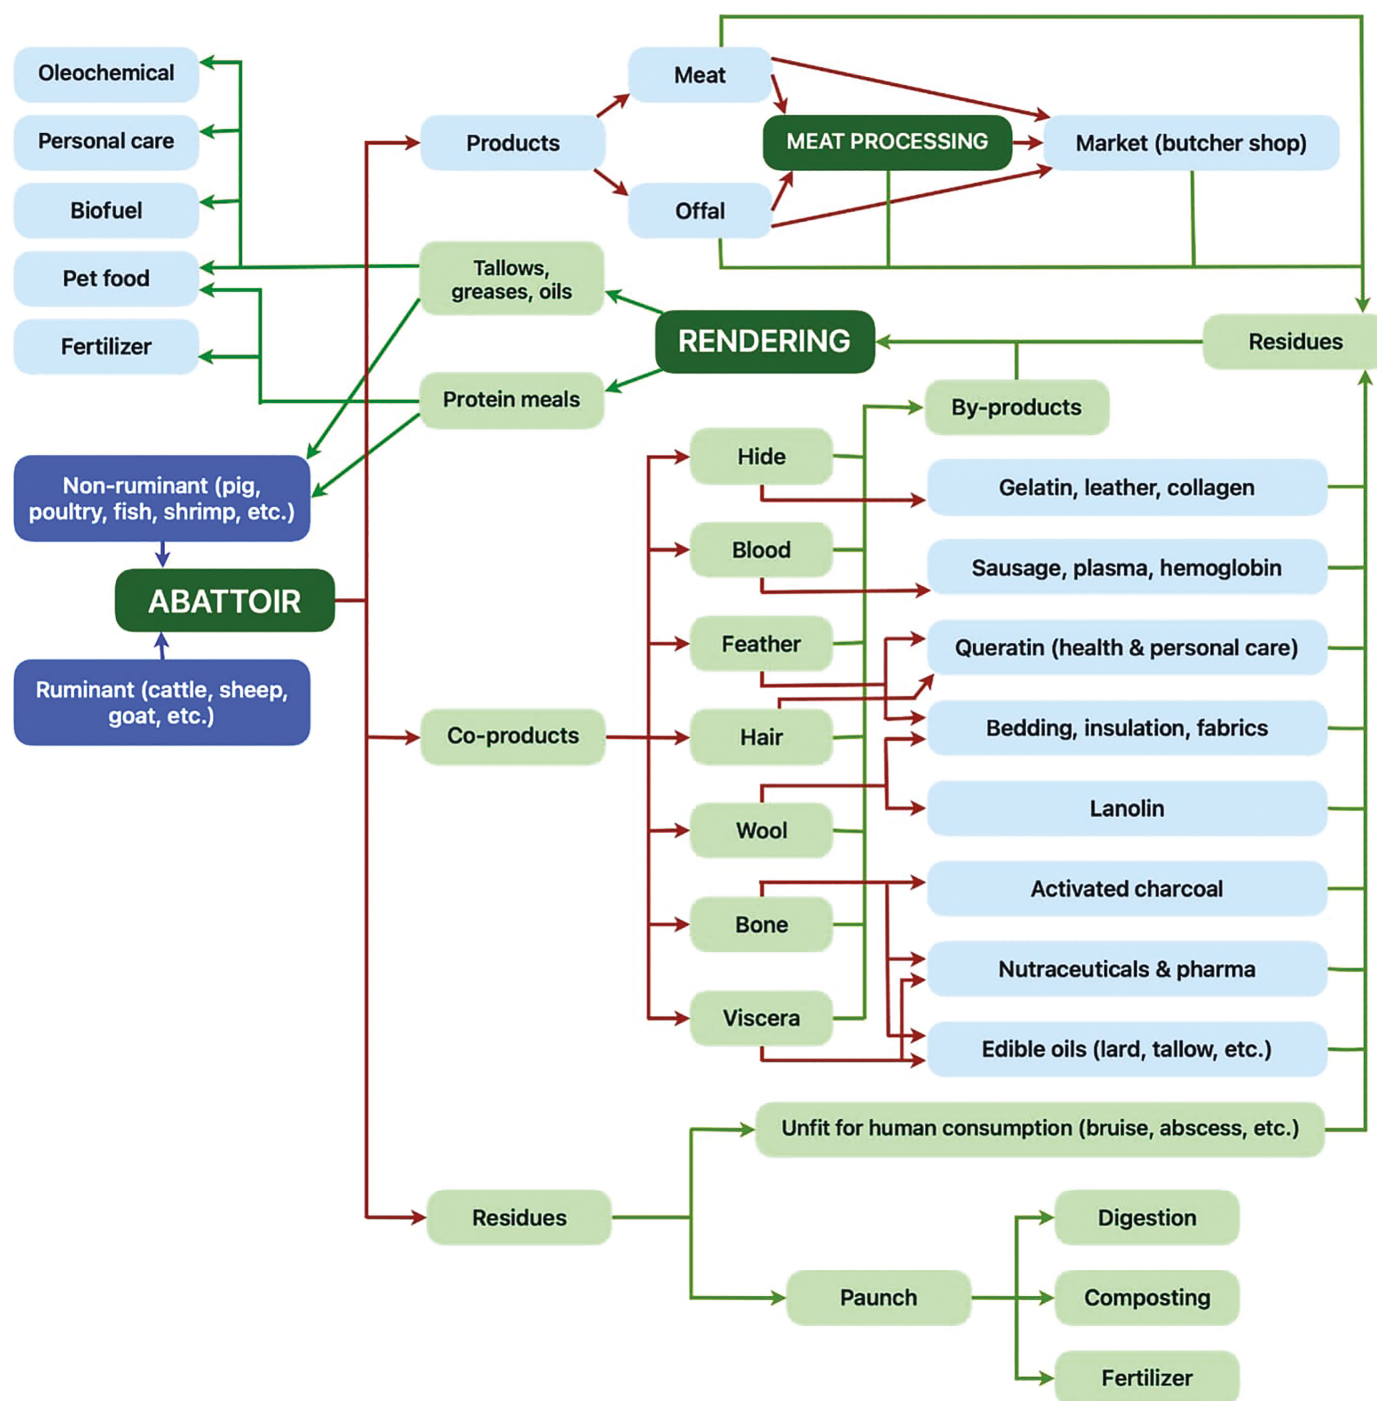 Oleochemical
Personal care
Biofuel
Pet food
Fertilizer
Products
Meat
MEAT PROCESSING
Market (butcher shop)
Offal
Tallows,
greases, oils
RENDERING
Residues
Protein meals
By-products
Non-ruminant (pig,
poultry, fish, shrimp, etc.)
ABATTOIR
Ruminant (cattle, sheep,
goat, etc.)
Co-products
Hide
Blood
Feather
Hair
Wool
Bone
Viscera
Gelatin, leather, collagen
Sausage, plasma, hemoglobin
Queratin (health & personal care)
Bedding, insulation, fabrics
Lanolin
Activated charcoal
Nutraceuticals & pharma
Edible oils (lard, tallow, etc.)
Unfit for human consumption (bruise, abscess, etc.)
Residues
Paunch
Digestion
Composting
Fertilizer